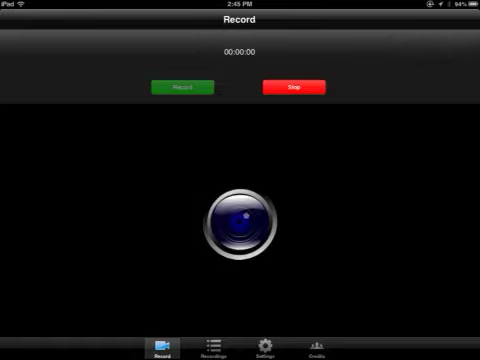 iPad 2:45 PM 94%
Record
00:00:00
Record Stop
Record Recordings Settings Credits